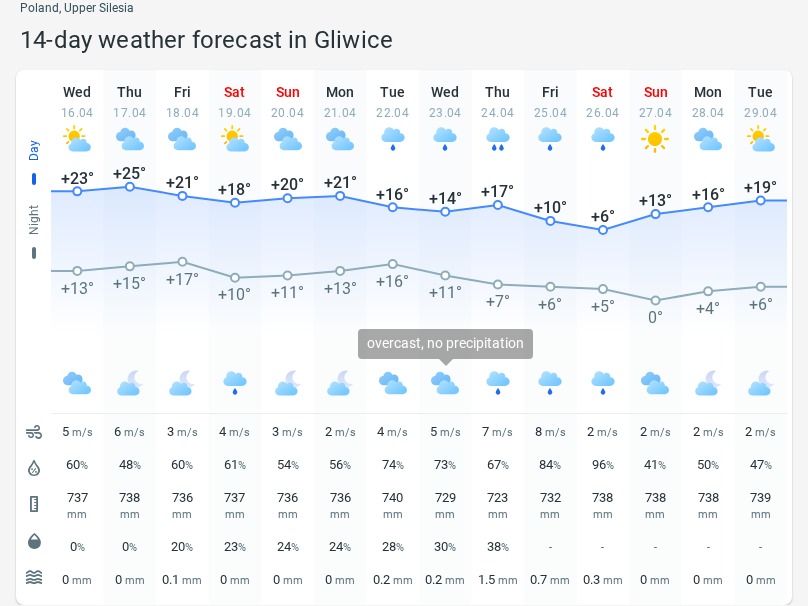 Poland, Upper Silesia
14-day weather forecast in Gliwice
Wed Thu Fri Sat Sun Mon Tue Wed Thu Fri Sat Sun Mon Tue
16.04 17.04 18.04 19.04 20.04 21.04 22.04 23.04 24.04 25.04 26.04 27.04 28.04 29.04
Day
Night
+23° +25° +21° +18° +20° +21° +16° +14° +17° +10° +6° +13° +16° +19°
+13° +15° +17° +10° +11° +13° +16° +11° +7° +6° +5° 0° +4° +6°
overcast, no precipitation
5 m/s 6 m/s 3 m/s 4 m/s 3 m/s 2 m/s 4 m/s 5 m/s 7 m/s 8 m/s 2 m/s 2 m/s 2 m/s 2 m/s
60% 48% 60% 61% 54% 56% 74% 73% 67% 84% 96% 41% 50% 47%
737 738 736 737 736 736 740 729 723 732 738 738 738 739
mm mm mm mm mm mm mm mm mm mm mm mm mm mm
0% 0% 20% 23% 24% 24% 28% 30% 38% - - - - -
0 mm 0 mm 0.1 mm 0 mm 0 mm 0 mm 0.2 mm 0.2 mm 1.5 mm 0.7 mm 0.3 mm 0 mm 0 mm 0 mm